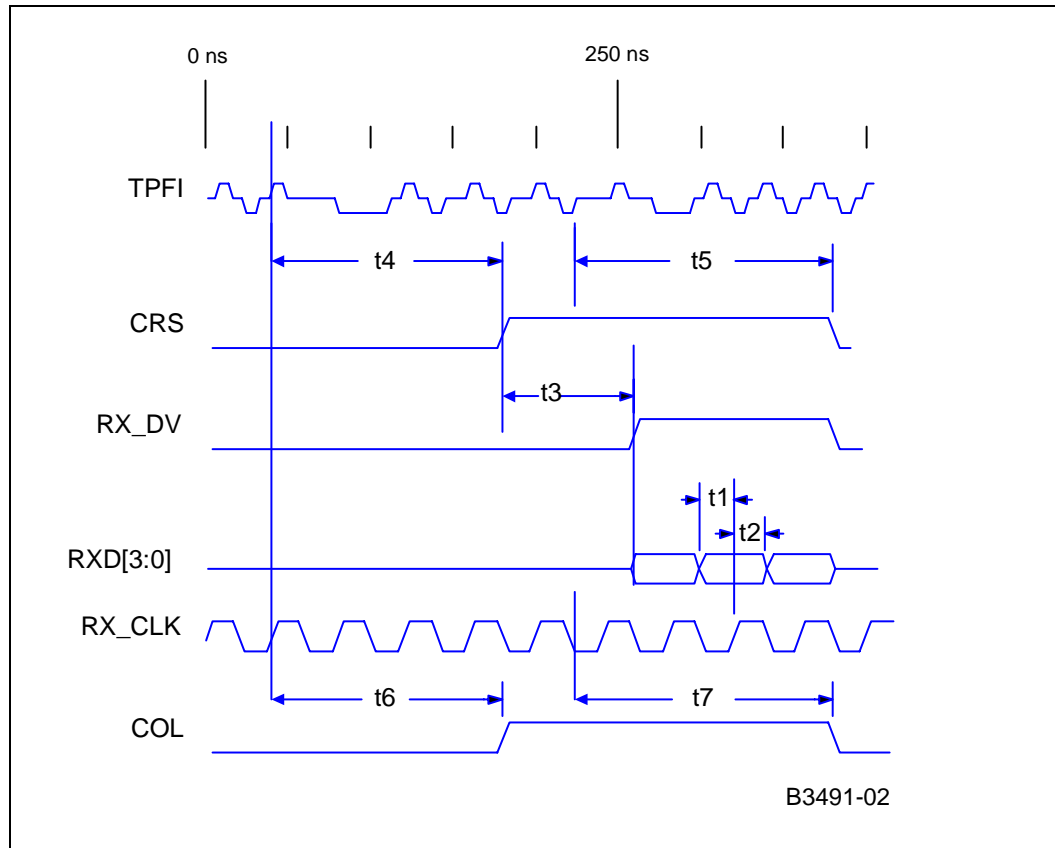 0 ns
250 ns
TPFI
t4
t5
CRS
t3
RX_DV
t1
t2
RXD[3:0]
RX_CLK
t6
t7
COL
B3491-02